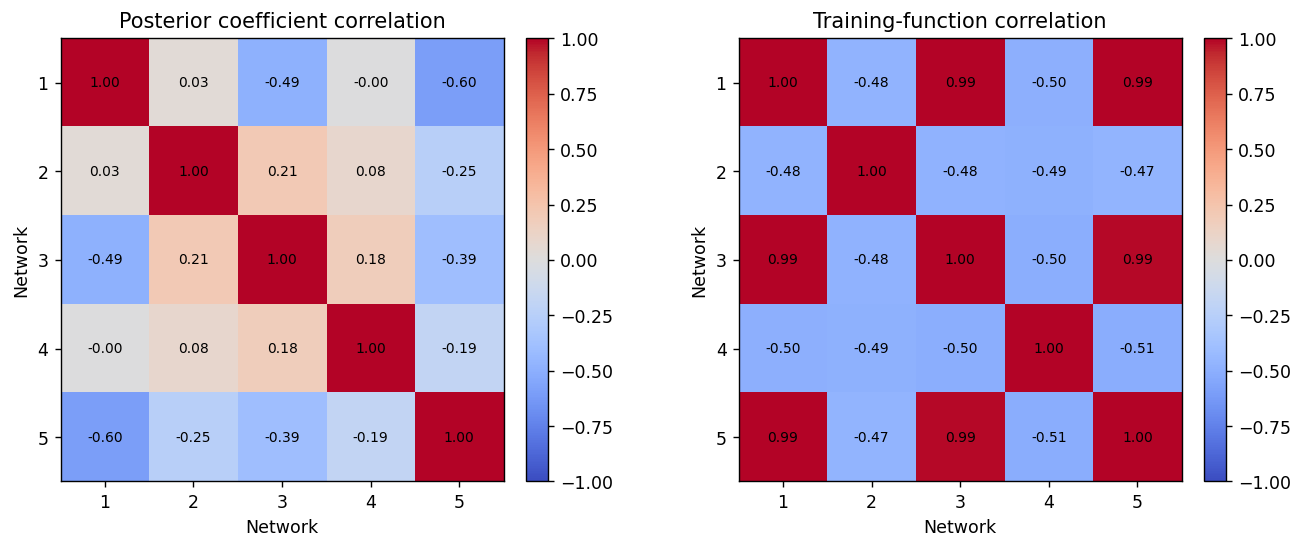 Posterior coefficient correlation
1.00 0.03 -0.49 -0.00 -0.60
0.03 1.00 0.21 0.08 -0.25
-0.49 0.21 1.00 0.18 -0.39
-0.00 0.08 0.18 1.00 -0.19
-0.60 -0.25 -0.39 -0.19 1.00
1
2
3
4
5
Network
1 2 3 4 5
Network
1.00
0.75
0.50
0.25
0.00
−0.25
−0.50
−0.75
−1.00
Training-function correlation
1.00 -0.48 0.99 -0.50 0.99
-0.48 1.00 -0.48 -0.49 -0.47
0.99 -0.48 1.00 -0.50 0.99
-0.50 -0.49 -0.50 1.00 -0.51
0.99 -0.47 0.99 -0.51 1.00
1
2
3
4
5
Network
1 2 3 4 5
Network
1.00
0.75
0.50
0.25
0.00
−0.25
−0.50
−0.75
−1.00